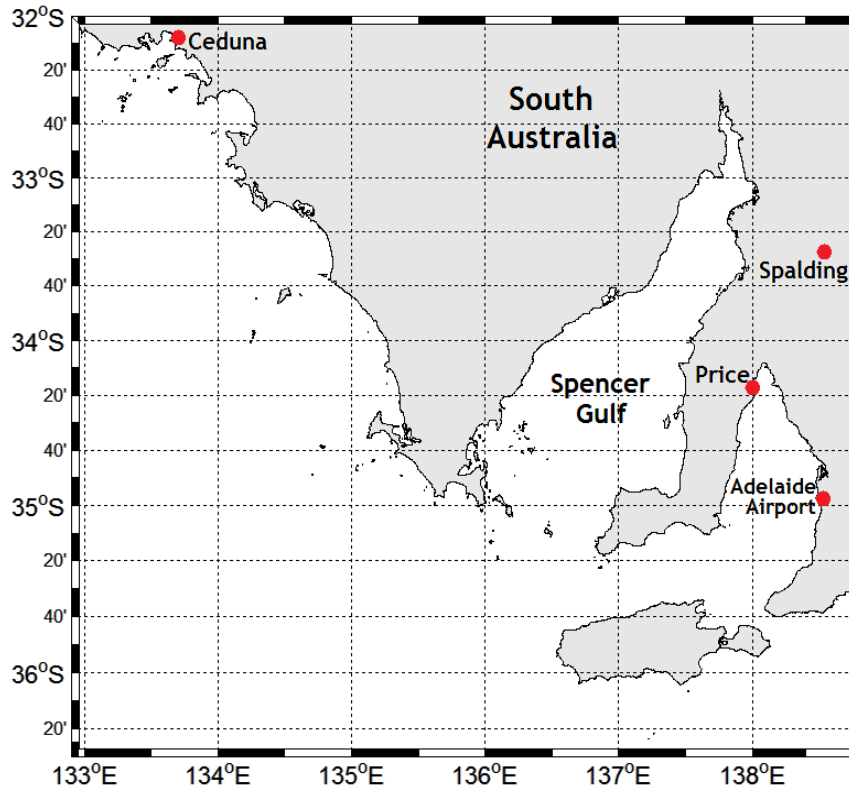 32°S
Ceduna
20'
South
Australia
40'
33°S
20'
Spalding
40'
34°S
Price
Spencer
Gulf
20'
40'
Adelaide
Airport
35°S
20'
40'
36°S
20'
133°E 134°E 135°E 136°E 137°E 138°E